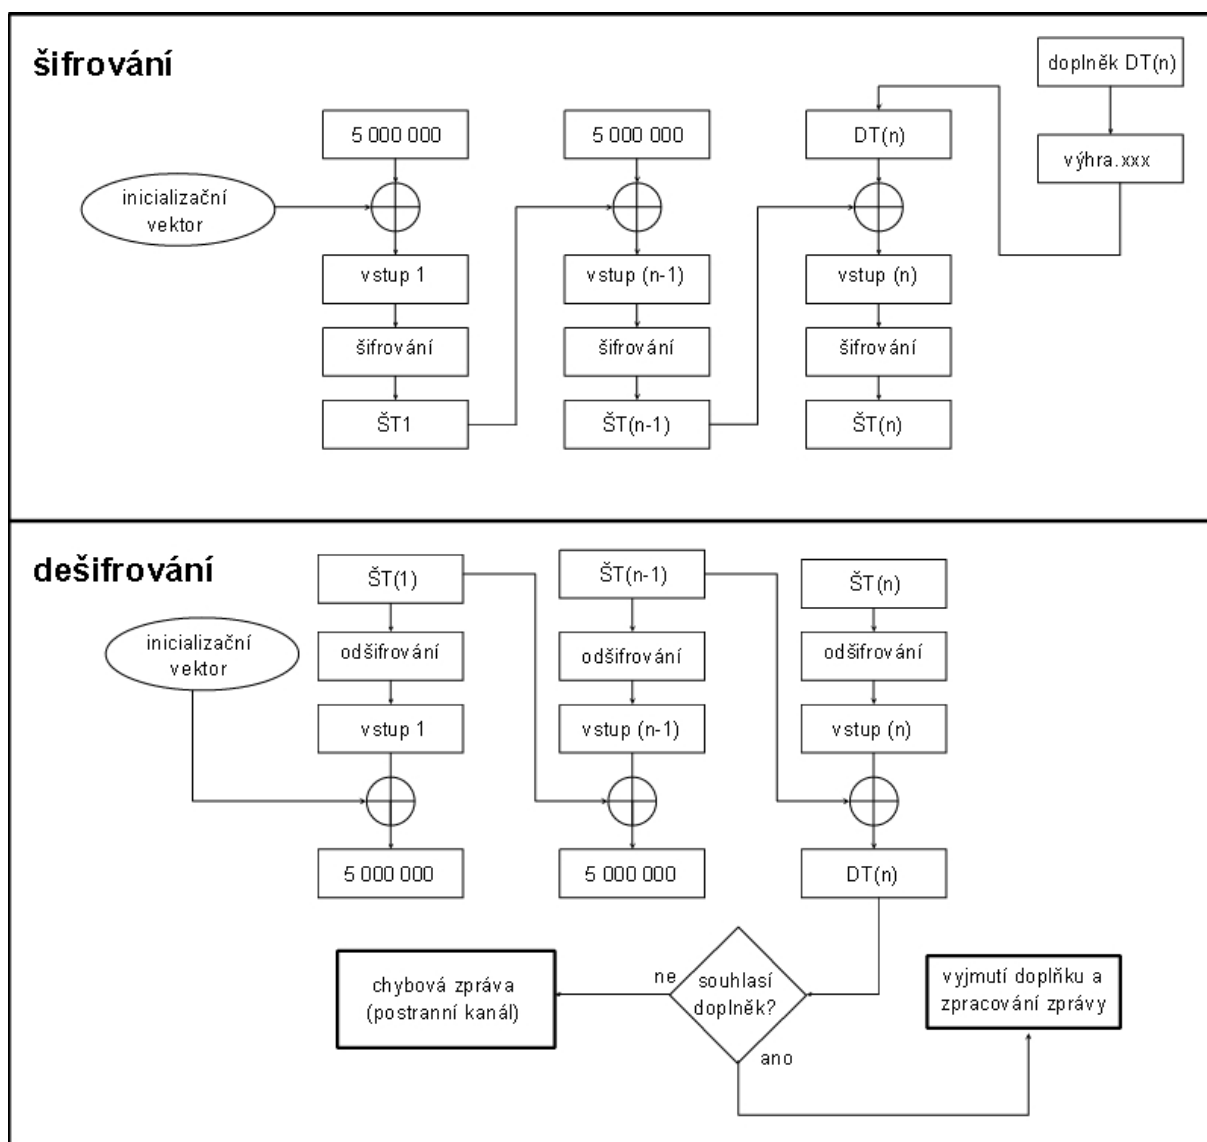 šifrování
doplněk DT(n)
5 000 000
5 000 000
DT(n)
výhra.xxx
inicializační
vektor
vstup 1
vstup (n-1)
vstup (n)
šifrování
šifrování
šifrování
ŠT1
ŠT(n-1)
ŠT(n)
dešifrování
ŠT(1)
ŠT(n-1)
ŠT(n)
inicializační
vektor
odšifrování
odšifrování
odšifrování
vstup 1
vstup (n-1)
vstup (n)
5 000 000
5 000 000
DT(n)
chybová zpráva
(postranní kanál)
ne
souhlasí
doplněk?
ano
vyjmutí doplňku a
zpracování zprávy